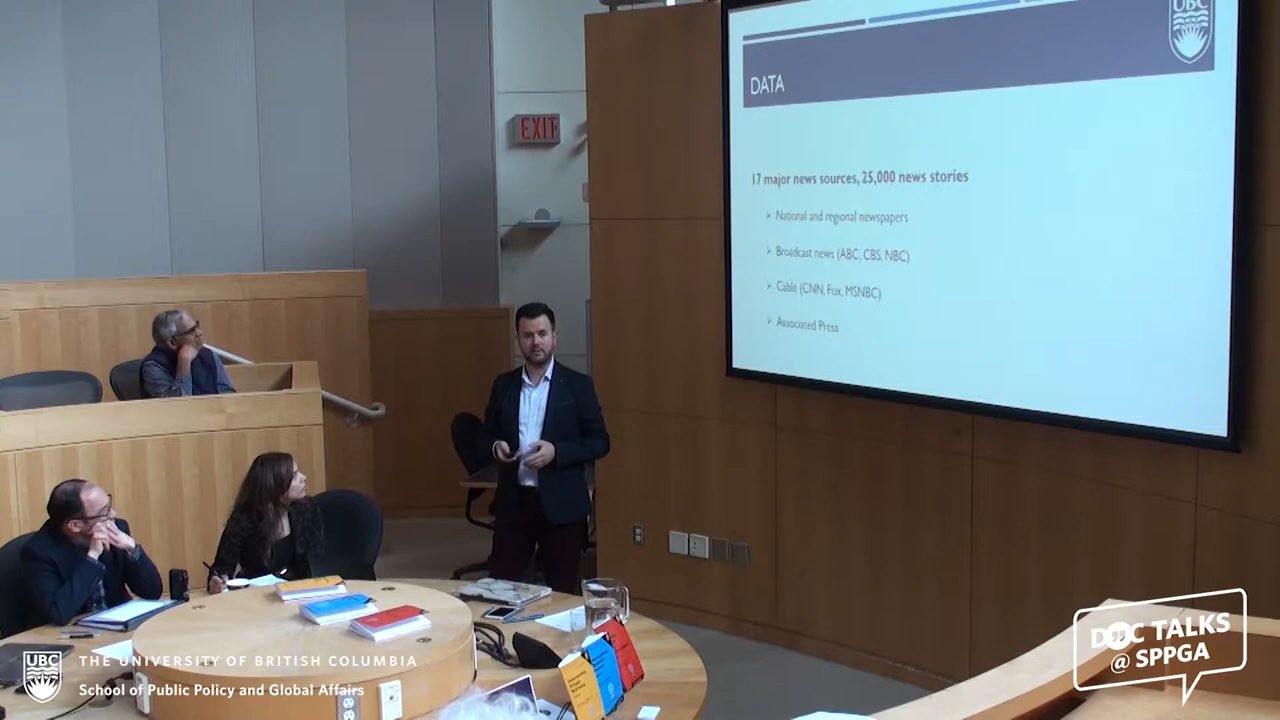 UBC
DATA
EXIT
17 major news sources, 25,000 news stories
National and regional newspapers
Broadcast news (ABC, CBS, NBC)
Cable (CNN, Fox, MSNBC)
Associated Press
UBC
THE UNIVERSITY OF BRITISH COLUMBIA
School of Public Policy and Global Affairs
DOC TALKS
@ SPPGA